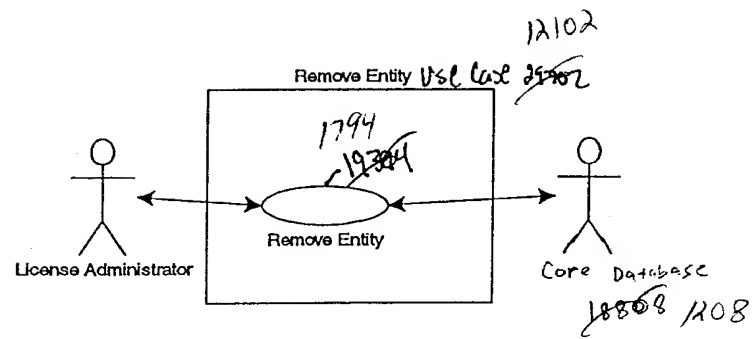 12102
Remove Entity Use Case
1794
Remove Entity
License Administrator
Core Database
1208